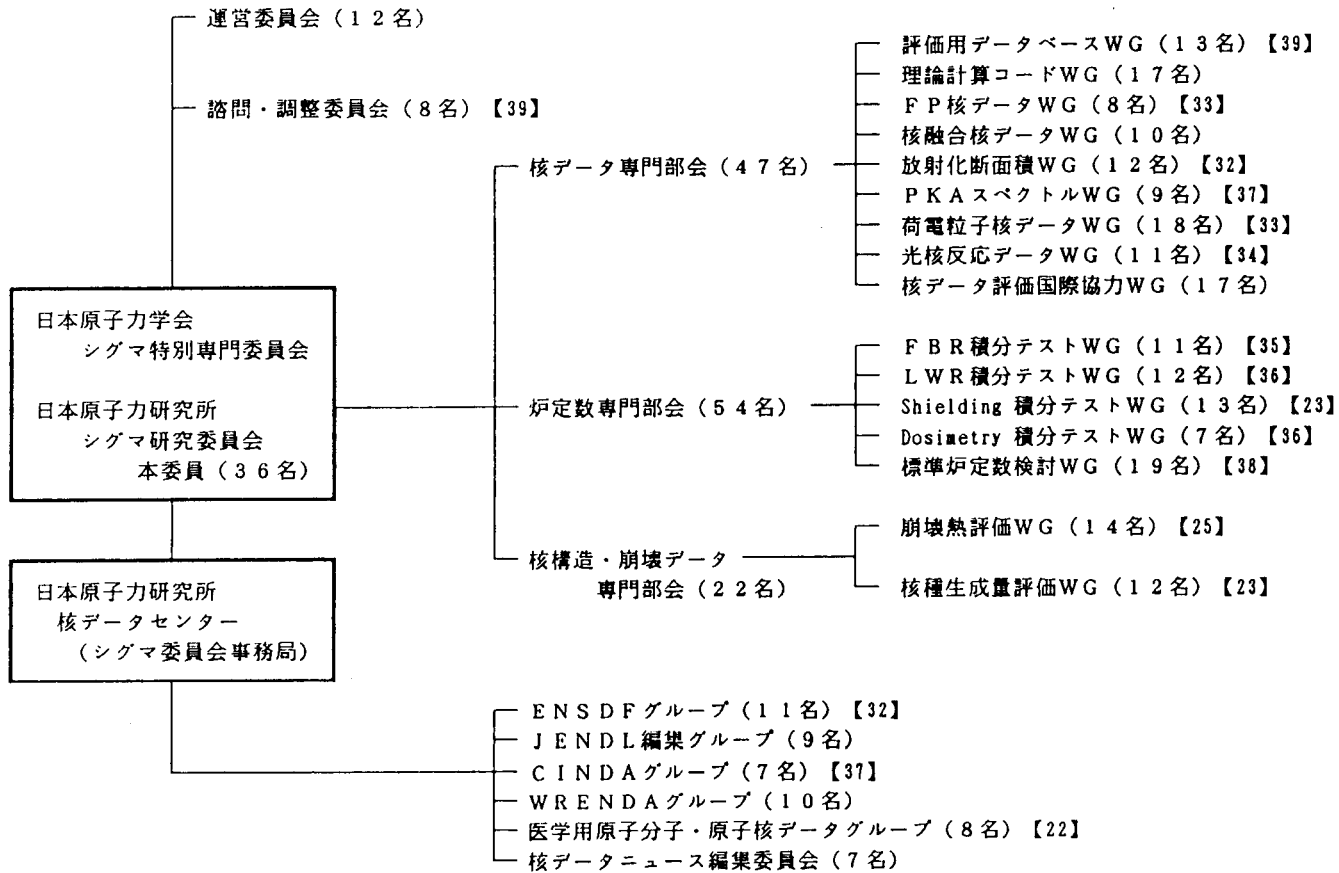 運営委員会(12名)
諮問・調整委員会(8名)【39】
日本原子力学会
シグマ特別専門委員会
日本原子力研究所
シグマ研究委員会
本委員(36名)
日本原子力研究所
核データセンター
(シグマ委員会事務局)
核データ専門部会(47名)
評価用データベースWG(13名)【39】
理論計算コードWG(17名)
FP核データWG(8名)【33】
核融合核データWG(10名)
放射化断面積WG(12名)【32】
PKAスペクトルWG(9名)【37】
荷電粒子核データWG(18名)【33】
光核反応データWG(11名)【34】
核データ評価国際協力WG(17名)
炉定数専門部会(54名)
FBR積分テストWG(11名)【35】
LWR積分テストWG(12名)【36】
Shielding 積分テストWG(13名)【23】
Dosimetry 積分テストWG(7名)【36】
標準炉定数検討WG(19名)【38】
核構造・崩壊データ
専門部会(22名)
崩壊熱評価WG(14名)【25】
核種生成量評価WG(12名)【23】
ENSDFグループ(11名)【32】
JENDL編集グループ(9名)
CINDAグループ(7名)【37】
WRENDAグループ(10名)
医学用原子分子・原子核データグループ(8名)【22】
核データニュース編集委員会(7名)